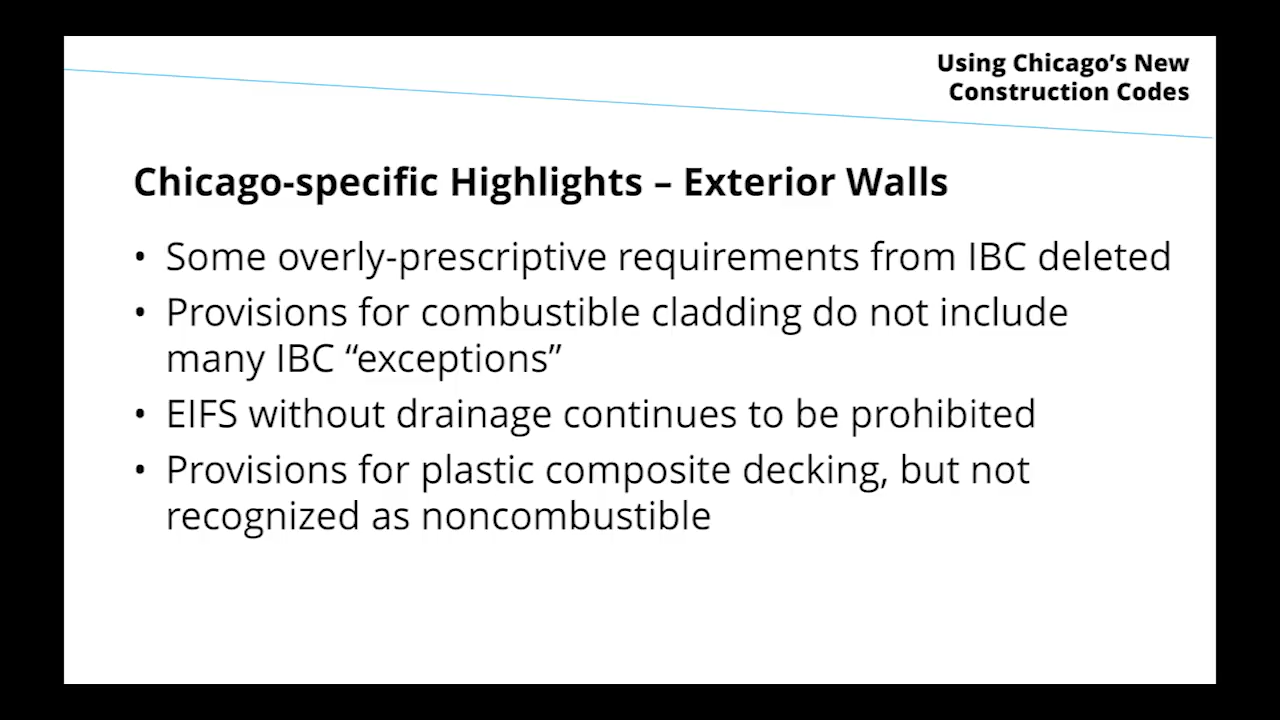 Using Chicago’s New
Construction Codes
Chicago-specific Highlights – Exterior Walls
• Some overly-prescriptive requirements from IBC deleted
• Provisions for combustible cladding do not include
many IBC “exceptions”
• EIFS without drainage continues to be prohibited
• Provisions for plastic composite decking, but not
recognized as noncombustible